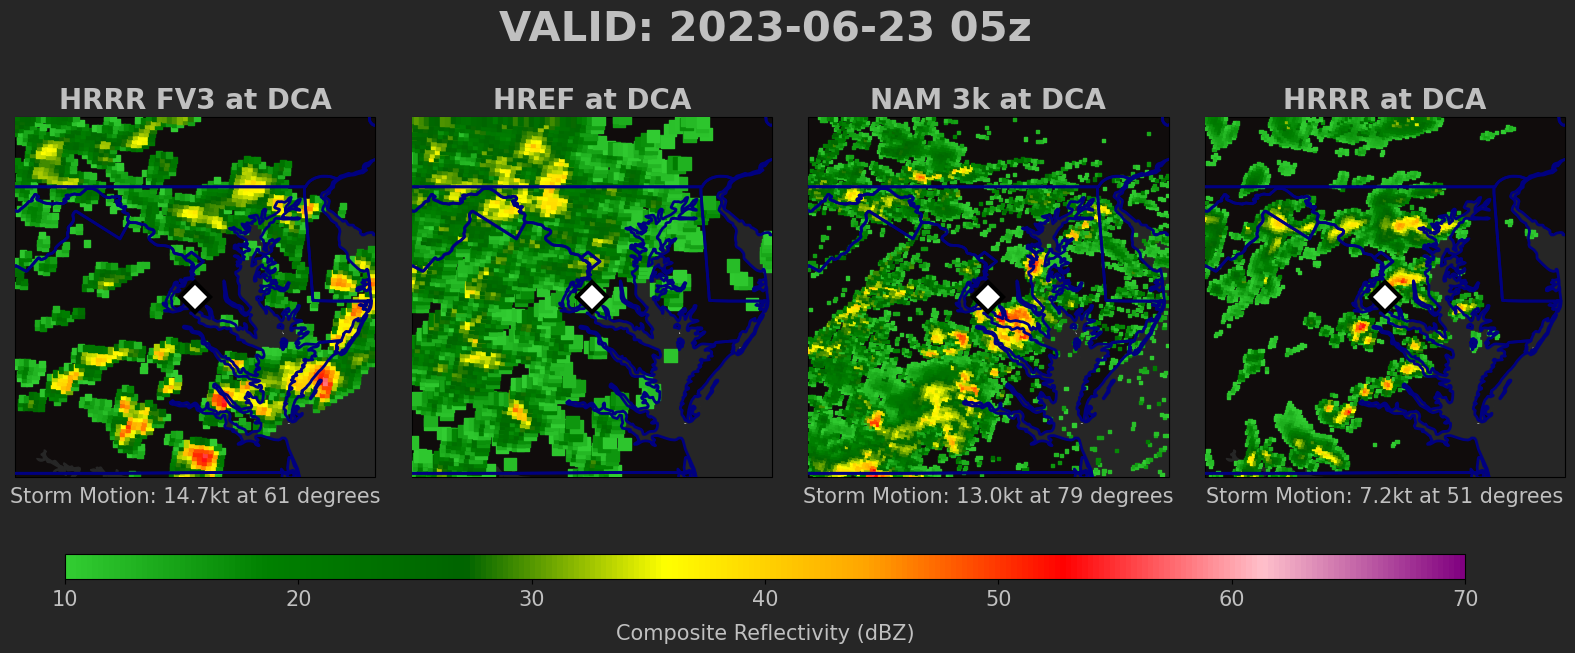 VALID: 2023-06-23 05z
HRRR FV3 at DCA
HREF at DCA
NAM 3k at DCA
HRRR at DCA
Storm Motion: 14.7kt at 61 degrees
Storm Motion: 13.0kt at 79 degrees
Storm Motion: 7.2kt at 51 degrees
10 20 30 40 50 60 70
Composite Reflectivity (dBZ)